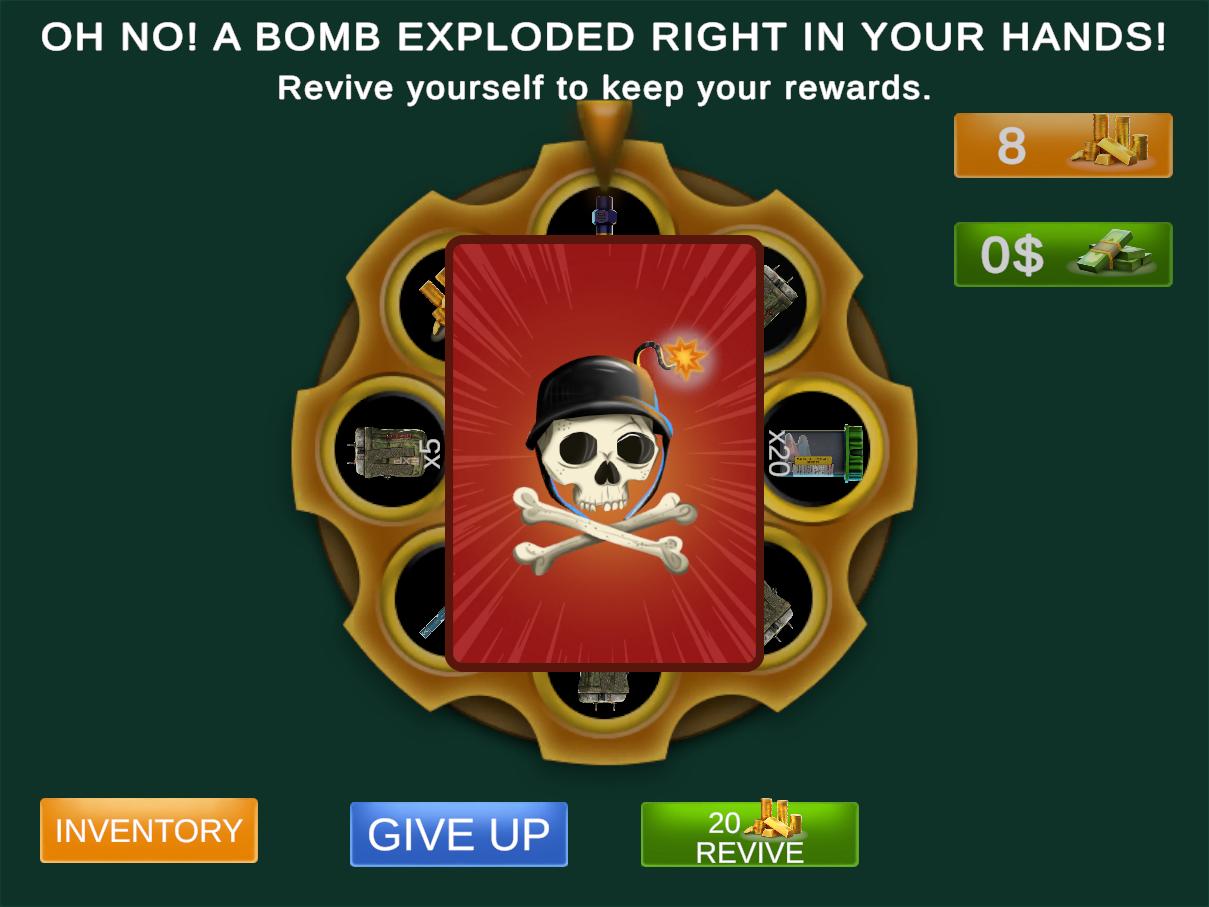 OH NO! A BOMB EXPLODED RIGHT IN YOUR HANDS!
Revive yourself to keep your rewards.
8
0$
x5
x20
INVENTORY
GIVE UP
20
REVIVE